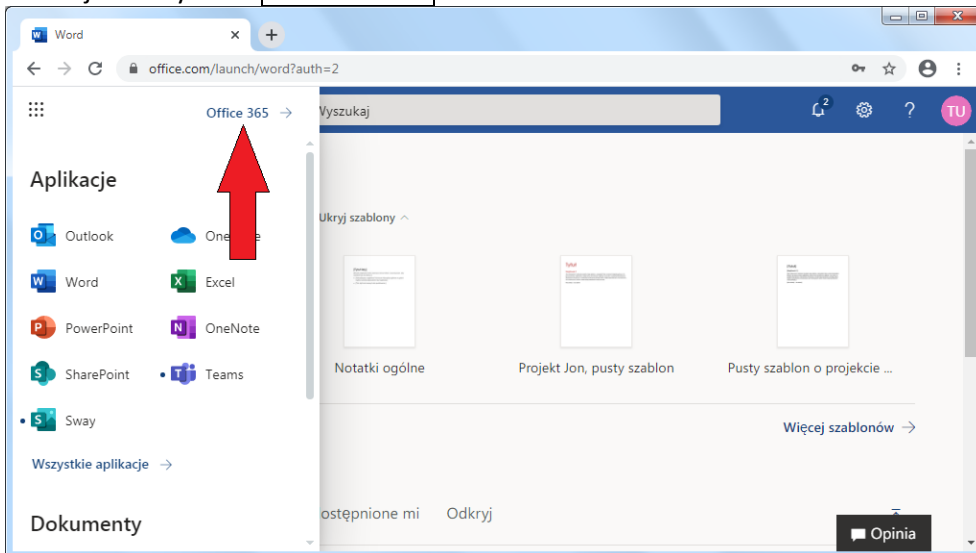 Word
office.com/launch/word?auth=2
Office 365
Wyszukaj
2
?
TU
Aplikacje
Ukryj szablony
Outlook
Word
Excel
PowerPoint
OneNote
SharePoint
Teams
Sway
Notatki ogólne
Projekt Jon, pusty szablon
Pusty szablon o projekcie ...
Więcej szablonów
Wszystkie aplikacje
Dokumenty
Odkryj
Opinia